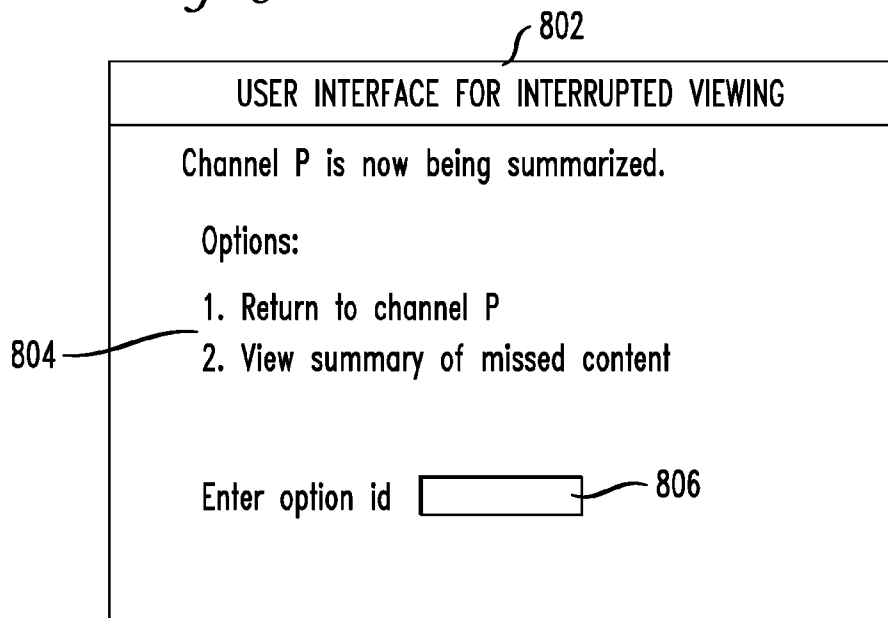 802
USER INTERFACE FOR INTERRUPTED VIEWING
Channel P is now being summarized.
Options:
1. Return to channel P
804
2. View summary of missed content
Enter option id
806